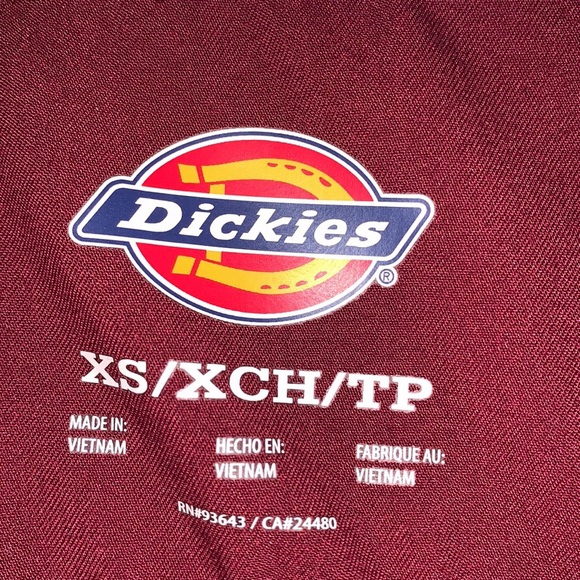 Dickies®
XS/XCH/TP
MADE IN:
VIETNAM
HECHO EN:
VIETNAM
FABRIQUE AU:
VIETNAM
RN#93643 / CA#24480